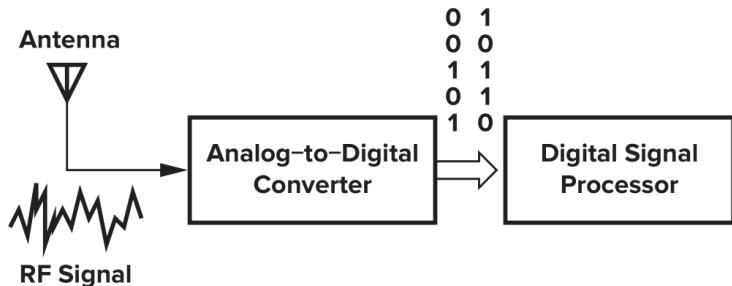 Antenna
0 1
0 0
1 1
0 1
1 0
Analog-to-Digital
Converter
Digital Signal
Processor
RF Signal